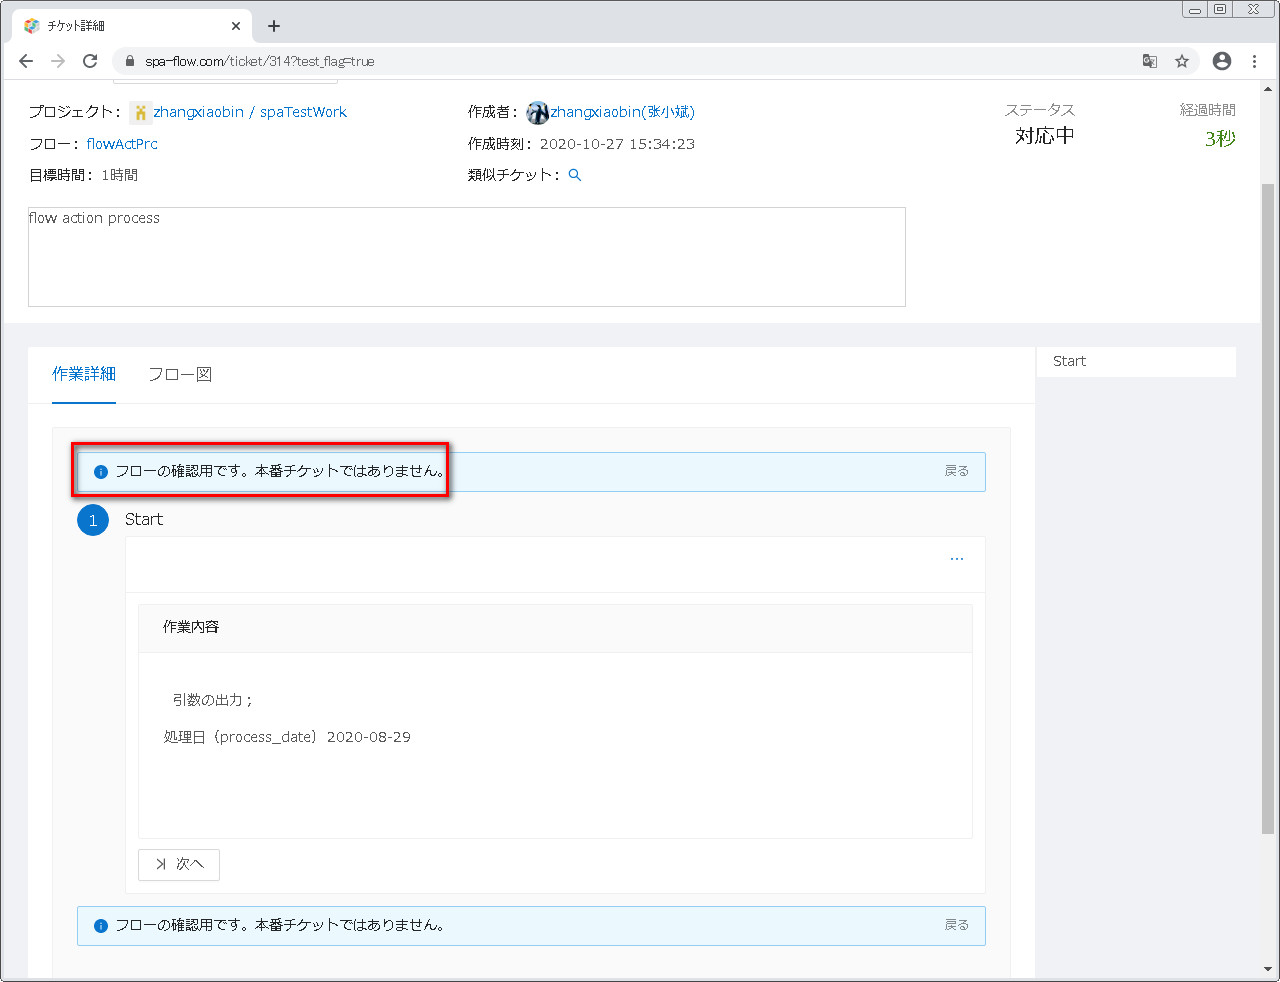 チケット詳細
spa-flow.com/ticket/314?test_flag=true
プロジェクト： zhangxiaobin / spaTestWork
作成者： zhangxiaobin(张小斌)
ステータス
経過時間
対応中
3秒
フロー： flowActPrc
作成時刻： 2020-10-27 15:34:23
目標時間： 1時間
類似チケット：
flow action process
作業詳細 フロー図
Start
フローの確認用です。本番チケットではありません。 戻る
1 Start
...
作業内容
引数の出力；
処理日（process_date）2020-08-29
次へ
フローの確認用です。本番チケットではありません。 戻る